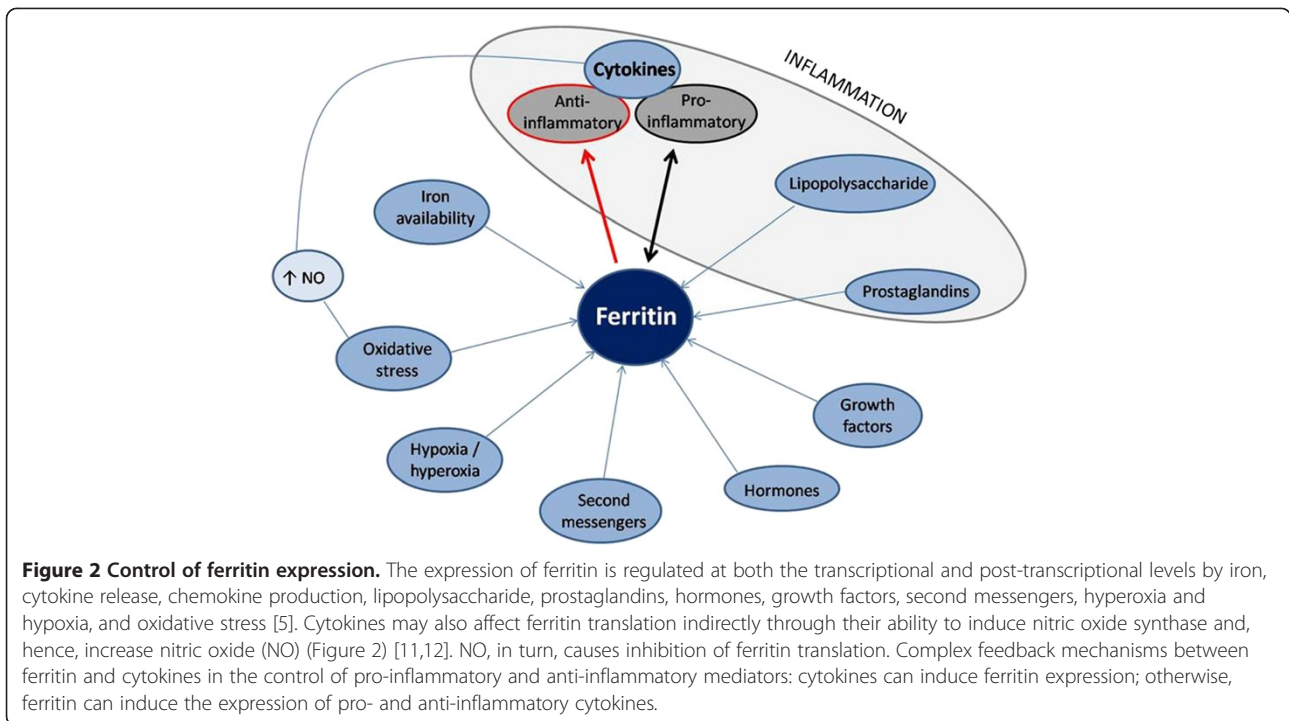 INFLAMMATION
Cytokines
Anti-
inflammatory
Pro-
inflammatory
Lipopolysaccharide
Iron
availability
↑ NO
Prostaglandins
Ferritin
Oxidative
stress
Growth
factors
Hypoxia /
hyperoxia
Hormones
Second
messengers
Figure 2 Control of ferritin expression. The expression of ferritin is regulated at both the transcriptional and post-transcriptional levels by iron,
cytokine release, chemokine production, lipopolysaccharide, prostaglandins, hormones, growth factors, second messengers, hyperoxia and
hypoxia, and oxidative stress [5]. Cytokines may also affect ferritin translation indirectly through their ability to induce nitric oxide synthase and,
hence, increase nitric oxide (NO) (Figure 2) [11,12]. NO, in turn, causes inhibition of ferritin translation. Complex feedback mechanisms between
ferritin and cytokines in the control of pro-inflammatory and anti-inflammatory mediators: cytokines can induce ferritin expression; otherwise,
ferritin can induce the expression of pro- and anti-inflammatory cytokines.